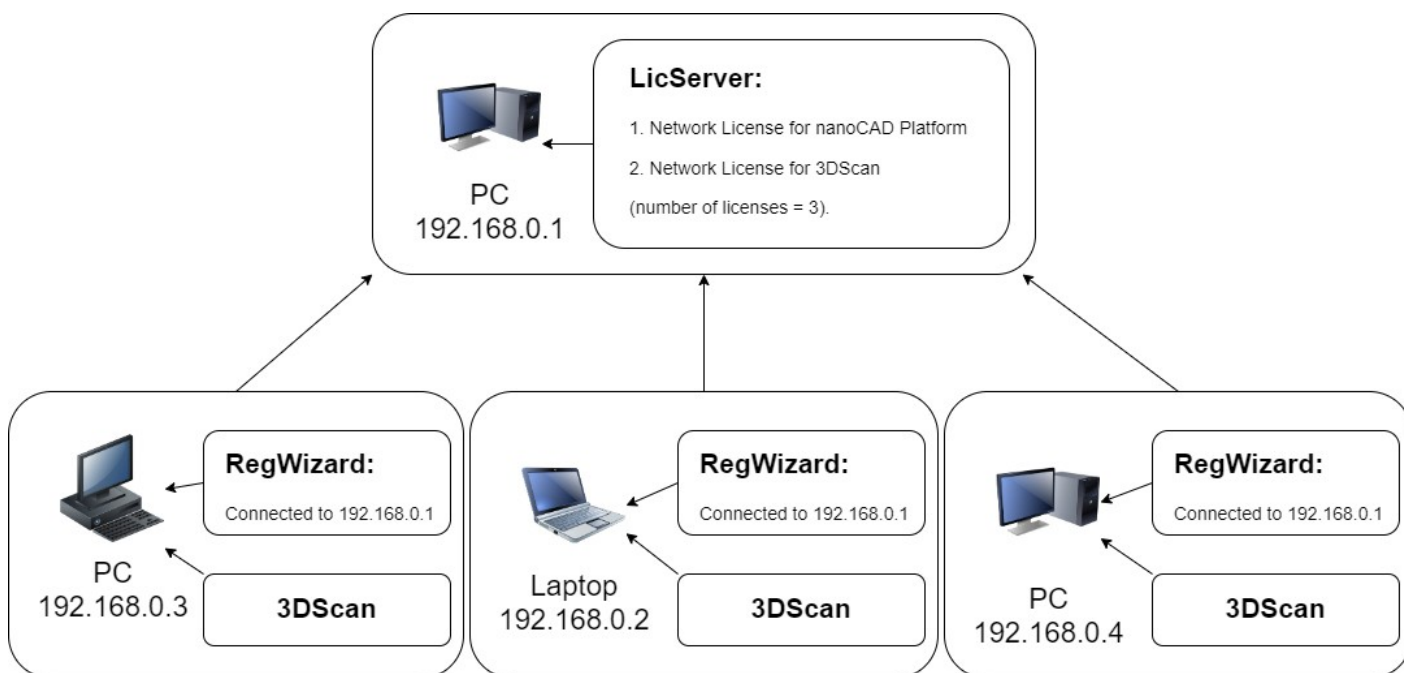 LicServer:
1. Network License for nanoCAD Platform
2. Network License for 3DScan
(number of licenses = 3).
PC
192.168.0.1
RegWizard:
Connected to 192.168.0.1
PC
192.168.0.3
3DScan
RegWizard:
Connected to 192.168.0.1
Laptop
192.168.0.2
3DScan
RegWizard:
Connected to 192.168.0.1
PC
192.168.0.4
3DScan